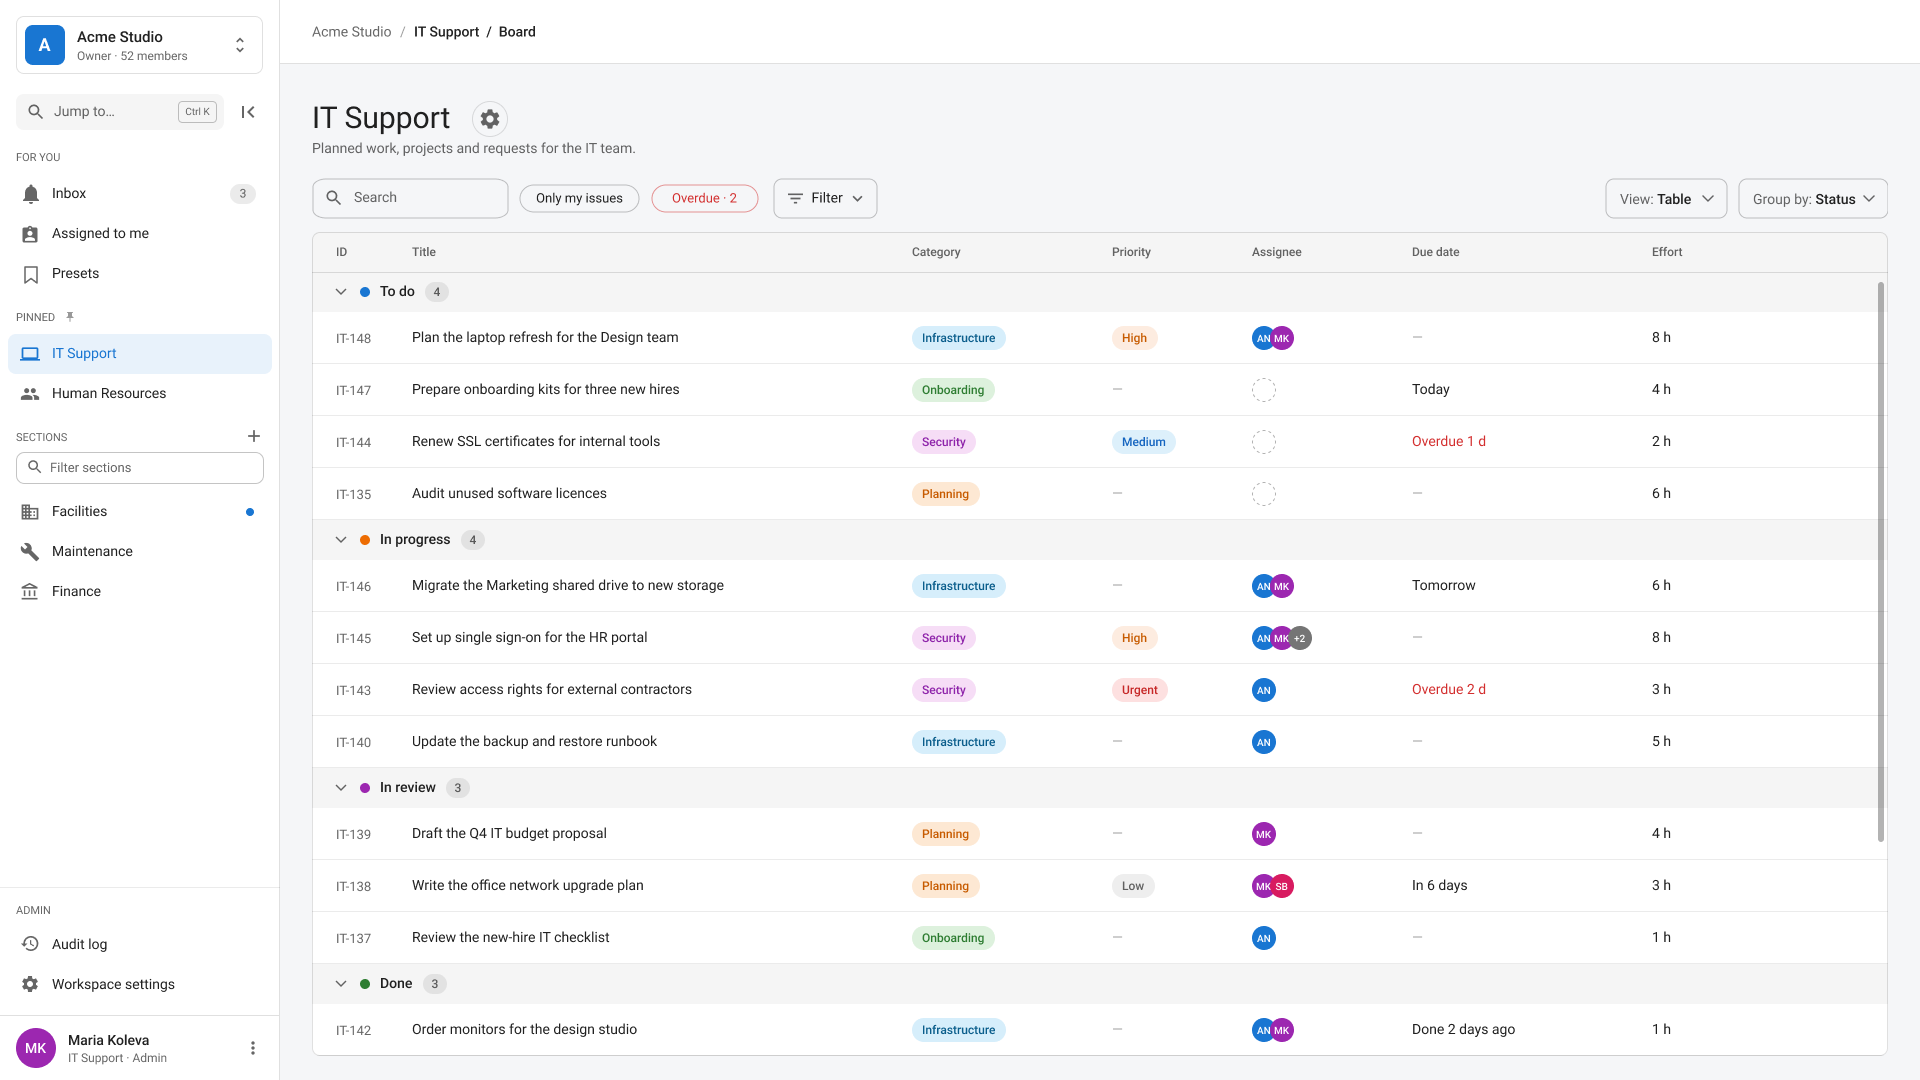 A
Acme Studio
Owner · 52 members
Jump to...
Ctrl K
FOR YOU
Inbox
3
Assigned to me
Presets
PINNED
IT Support
Human Resources
SECTIONS
Filter sections
Facilities
Maintenance
Finance
ADMIN
Audit log
Workspace settings
MK
Maria Koleva
IT Support · Admin
Acme Studio / IT Support / Board
IT Support
Planned work, projects and requests for the IT team.
Search
Only my issues
Overdue · 2
Filter
View: Table
Group by: Status
ID Title Category Priority Assignee Due date Effort
To do 4
IT-148 Plan the laptop refresh for the Design team Infrastructure High AN MK — 8 h
IT-147 Prepare onboarding kits for three new hires Onboarding — Today 4 h
IT-144 Renew SSL certificates for internal tools Security Medium Overdue 1 d 2 h
IT-135 Audit unused software licences Planning — — 6 h
In progress 4
IT-146 Migrate the Marketing shared drive to new storage Infrastructure — AN MK Tomorrow 6 h
IT-145 Set up single sign-on for the HR portal Security High AN MK +2 — 8 h
IT-143 Review access rights for external contractors Security Urgent AN Overdue 2 d 3 h
IT-140 Update the backup and restore runbook Infrastructure — AN — 5 h
In review 3
IT-139 Draft the Q4 IT budget proposal Planning — MK — 4 h
IT-138 Write the office network upgrade plan Planning Low MK SB In 6 days 3 h
IT-137 Review the new-hire IT checklist Onboarding — AN — 1 h
Done 3
IT-142 Order monitors for the design studio Infrastructure — AN MK Done 2 days ago 1 h